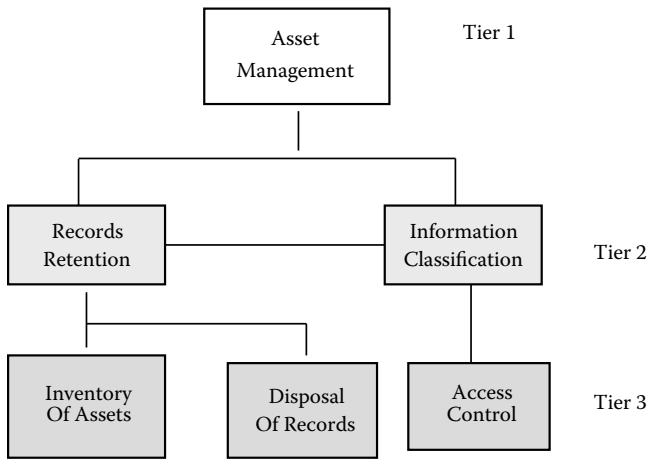 Asset
Management
Tier 1
Records
Retention
Information
Classification
Tier 2
Inventory
Of Assets
Disposal
Of Records
Access
Control
Tier 3